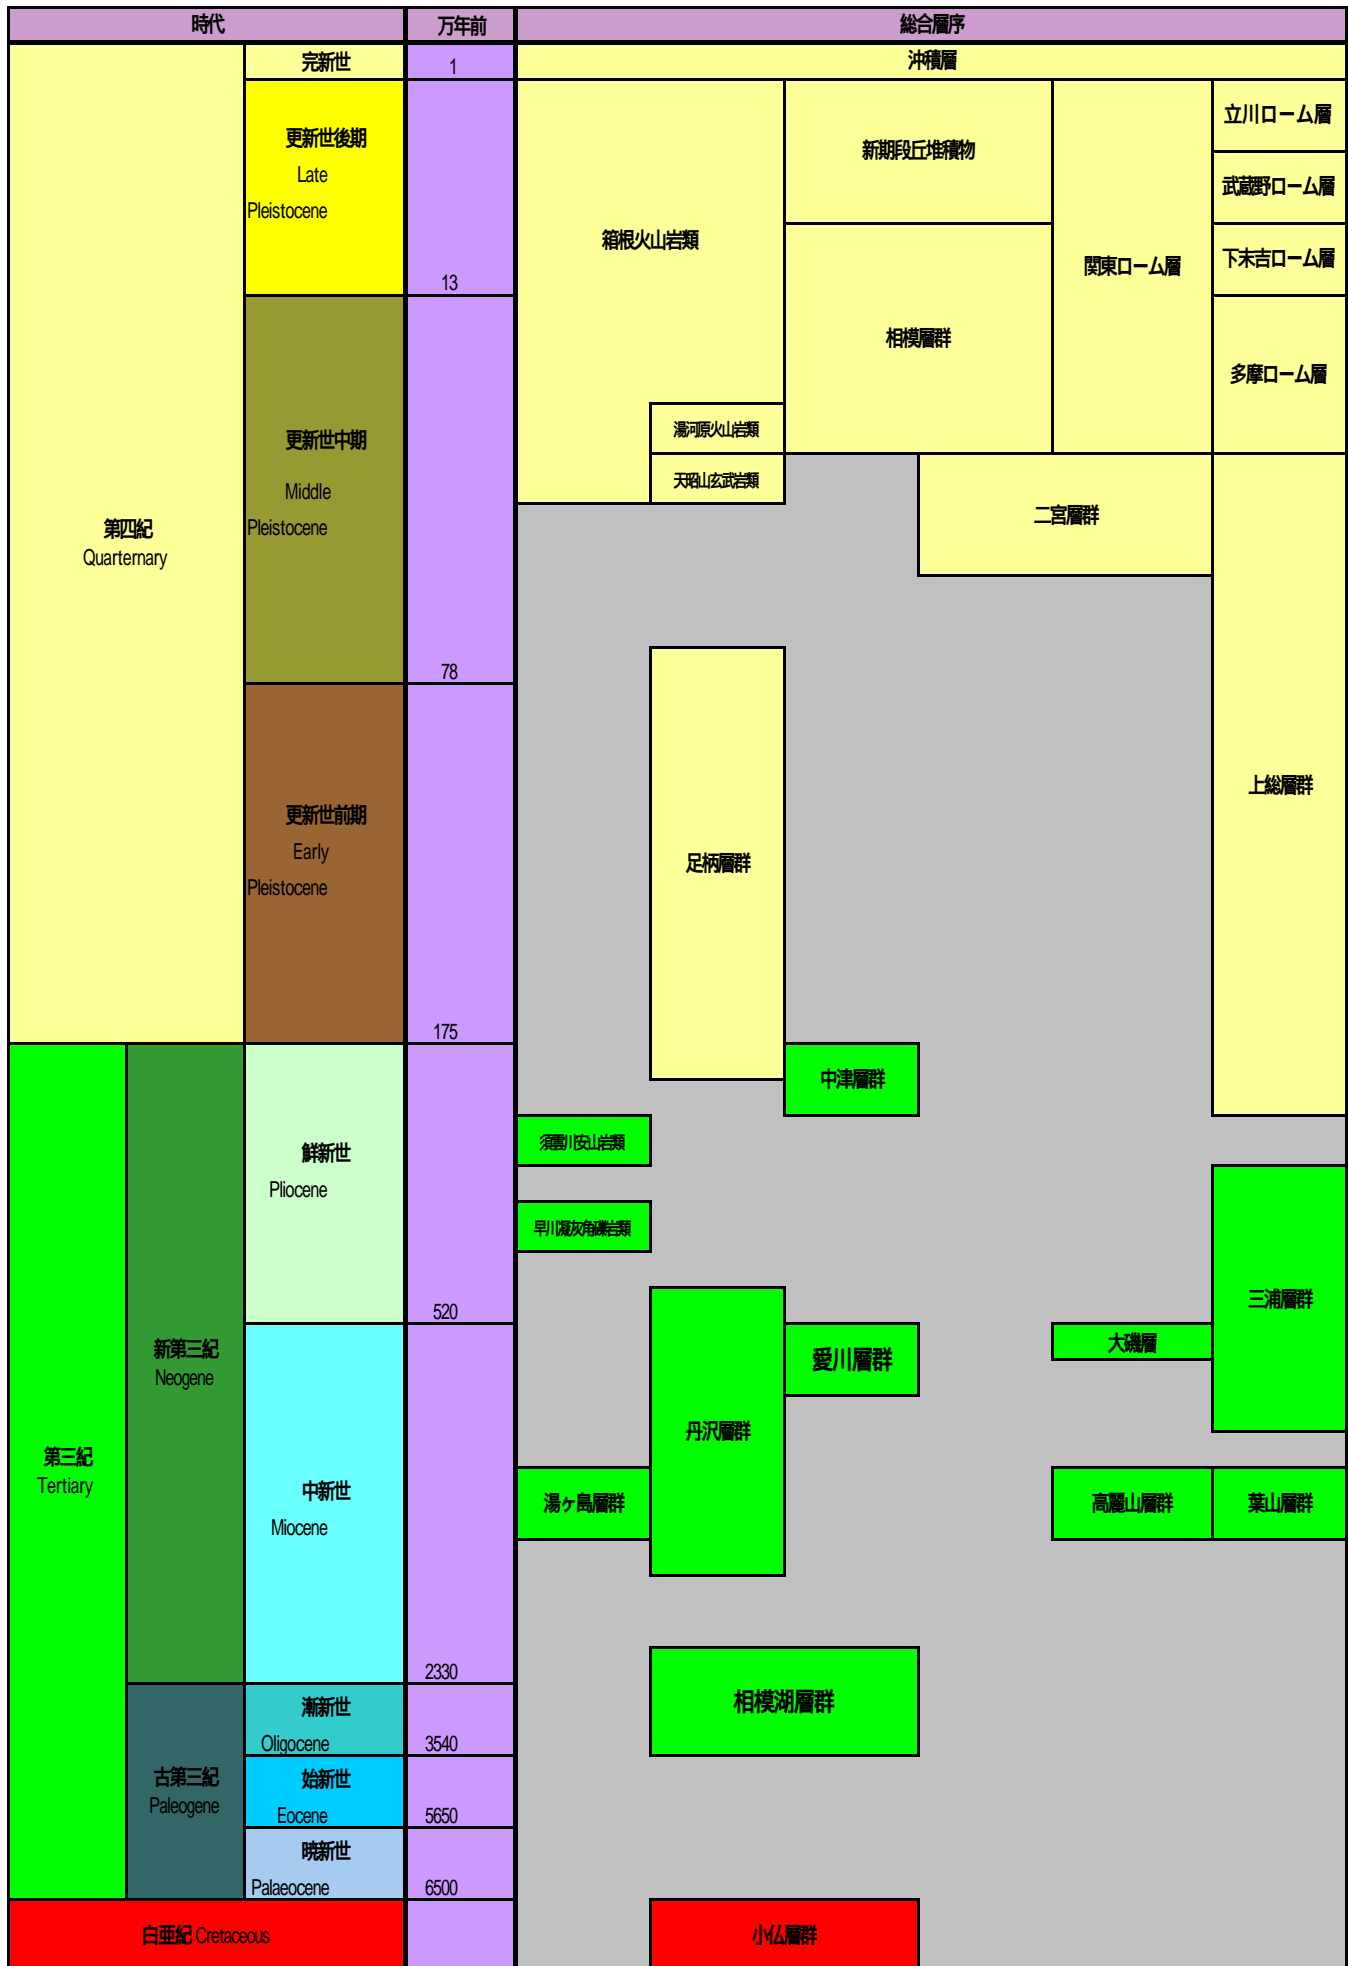 時代
万年前
総合層序
完新世
1
沖積層
更新世後期
Late
Pleistocene
13
箱根火山岩類
新期段丘堆積物
関東ローム層
立川ローム層
武蔵野ローム層
下末吉ローム層
相模層群
多摩ローム層
湯河原火山岩類
天昭山玄武岩類
更新世中期
Middle
Pleistocene
78
二宮層群
第四紀
Quarternary
上総層群
足柄層群
更新世前期
Early
Pleistocene
175
中津層群
須雲川安山岩類
早川凝灰角礫岩類
鮮新世
Pliocene
520
三浦層群
大磯層
愛川層群
丹沢層群
新第三紀
Neogene
第三紀
Tertiary
中新世
Miocene
2330
湯ヶ島層群
高麗山層群
葉山層群
相模湖層群
漸新世
Oligocene
3540
古第三紀
Paleogene
始新世
Eocene
5650
暁新世
Palaeocene
6500
白亜紀 Cretaceous
小仏層群